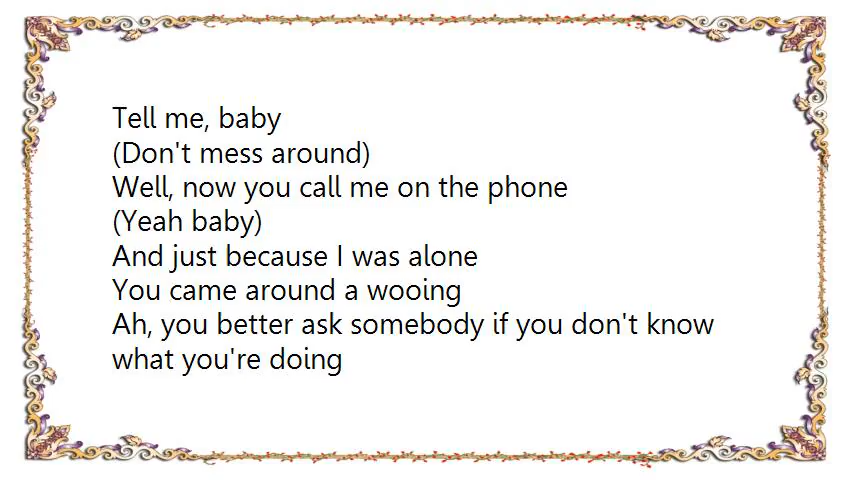 Tell me, baby
(Don't mess around)
Well, now you call me on the phone
(Yeah baby)
And just because I was alone
You came around a wooing
Ah, you better ask somebody if you don't know
what you're doing